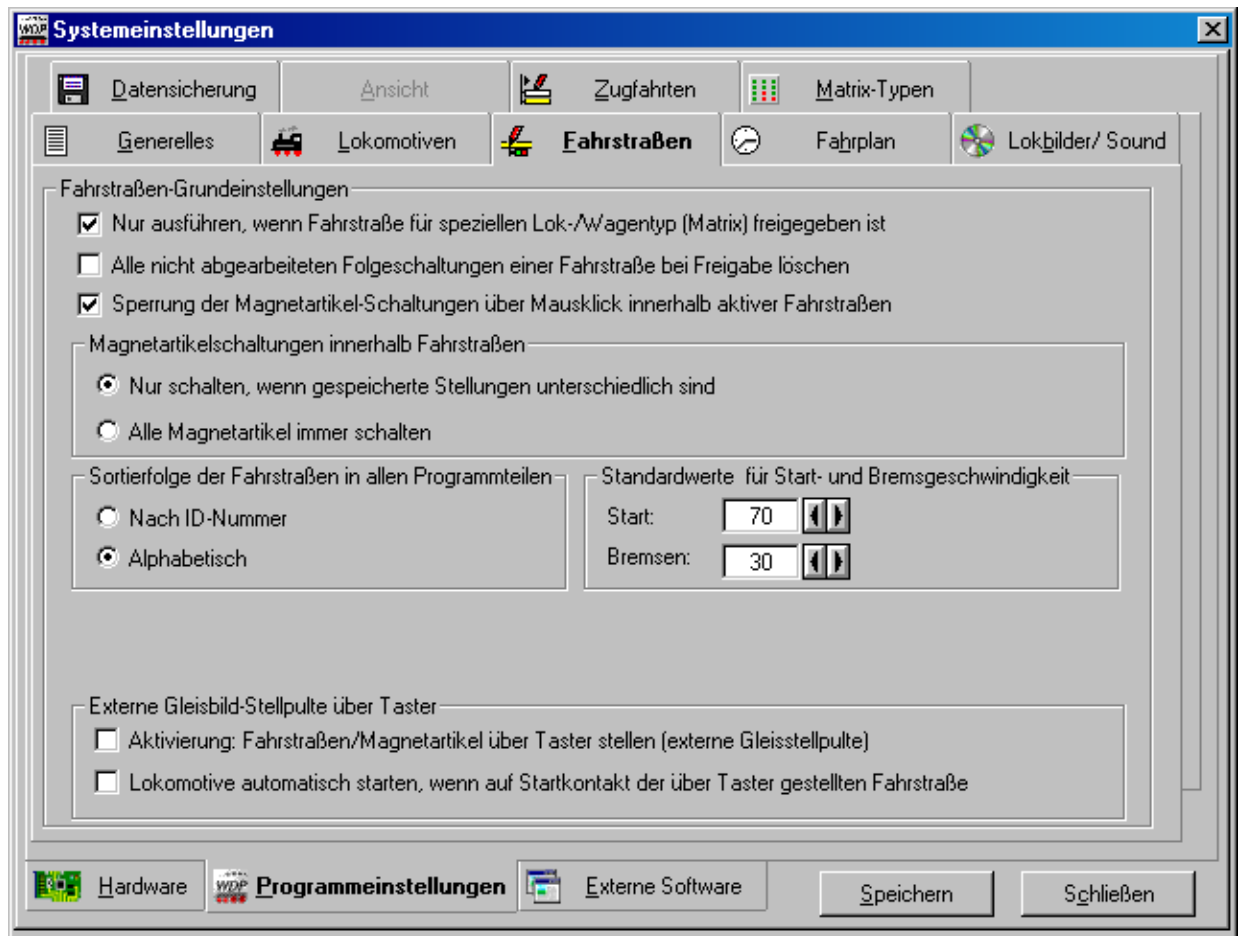 WDP Systemeinstellungen
Datensicherung Ansicht Zugfahrten Matrix-Typen
Generelles Lokomotiven Fahrstraßen Fahrplan Lokbilder/ Sound
Fahrstraßen-Grundeinstellungen
Nur ausführen, wenn Fahrstraße für speziellen Lok-/Wagentyp (Matrix) freigegeben ist
Alle nicht abgearbeiteten Folgeschaltungen einer Fahrstraße bei Freigabe löschen
Sperrung der Magnetartikel-Schaltungen über Mausklick innerhalb aktiver Fahrstraßen
Magnetartikelschaltungen innerhalb Fahrstraßen
Nur schalten, wenn gespeicherte Stellungen unterschiedlich sind
Alle Magnetartikel immer schalten
Sortierfolge der Fahrstraßen in allen Programmteilen
Nach ID-Nummer
Alphabetisch
Standardwerte für Start- und Bremsgeschwindigkeit
Start: 70
Bremsen: 30
Externe Gleisbild-Stellpulte über Taster
Aktivierung: Fahrstraßen/Magnetartikel über Taster stellen (externe Gleisstellpulte)
Lokomotive automatisch starten, wenn auf Startkontakt der über Taster gestellten Fahrstraße
Hardware WDP Programmeinstellungen Externe Software Speichern Schließen